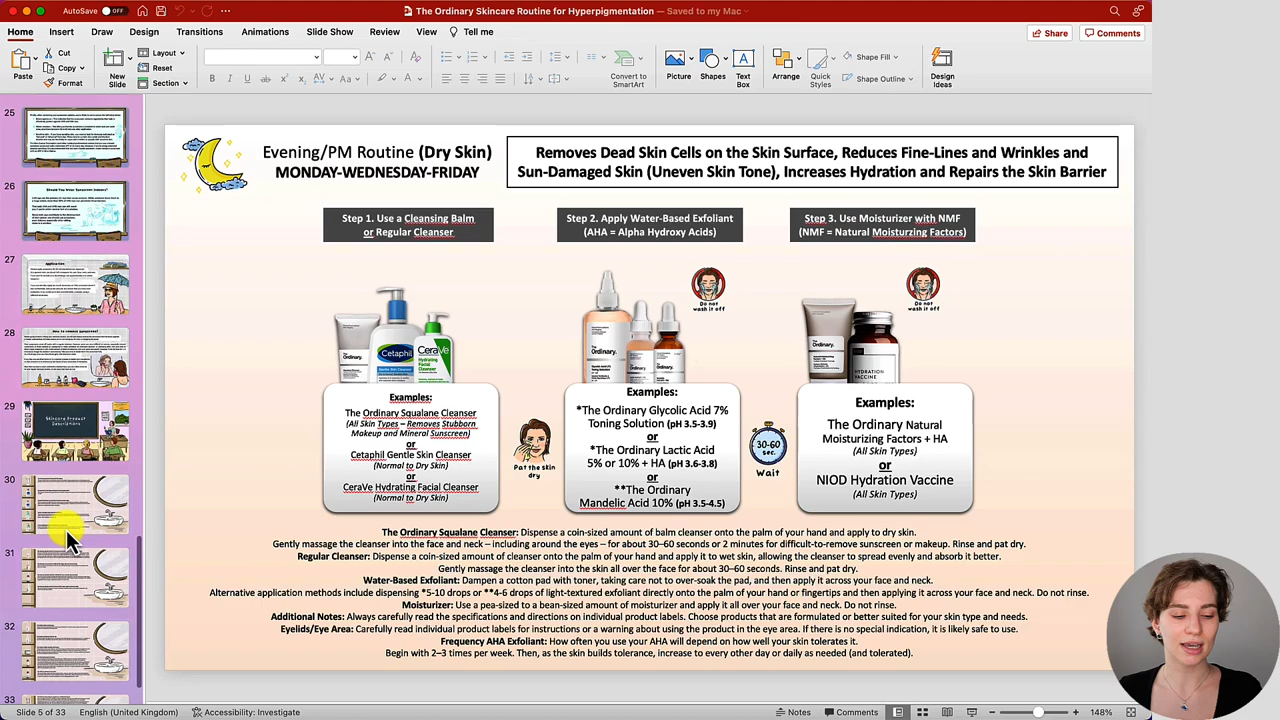 AutoSave OFF
The Ordinary Skincare Routine for Hyperpigmentation — Saved to my Mac
Home Insert Draw Design Transitions Animations Slide Show Review View Tell me
Share Comments
Paste
Cut
Copy
Format
New Slide
Layout
Reset
Section
Convert to SmartArt
Picture
Shapes
Text Box
Arrange
Quick Styles
Shape Fill
Shape Outline
Design Ideas
25
26
Should You Wear Sunscreen Indoors?
27
Application
28
How to Choose Sunscreen?
29
Skincare Product
Descriptions
30
31
32
33
Evening/PM Routine (Dry Skin)
MONDAY-WEDNESDAY-FRIDAY
Removes Dead Skin Cells on the Skin Surface, Reduces Fine-Lines and Wrinkles and
Sun-Damaged Skin (Uneven Skin Tone), Increases Hydration and Repairs the Skin Barrier
Step 1. Use a Cleansing Balm
or Regular Cleanser
Step 2. Apply Water-Based Exfoliant
(AHA = Alpha Hydroxy Acids)
Step 3. Use Moisturizer with NMF
(NMF = Natural Moisturzing Factors)
Do not
wash it off
Do not
wash it off
Ordinary.
Cetaphil
CeraVe
Ordinary.
Ordinary.
HYDRATION
VACCINE
Examples:
The Ordinary Squalane Cleanser
(All Skin Types – Removes Stubborn
Makeup and Mineral Sunscreen)
or
Cetaphil Gentle Skin Cleanser
(Normal to Dry Skin)
or
CeraVe Hydrating Facial Cleanser
(Normal to Dry Skin)
Pat the skin
dry
Examples:
*The Ordinary Glycolic Acid 7%
Toning Solution (pH 3.5-3.9)
or
*The Ordinary Lactic Acid
5% or 10% + HA (pH 3.6-3.8)
or
**The Ordinary
Mandelic Acid 10% (pH 3.5-4.5)
30-60
sec.
Wait
Examples:
The Ordinary Natural
Moisturizing Factors + HA
(All Skin Types)
or
NIOD Hydration Vaccine
(All Skin Types)
The Ordinary Squalane Cleanser: Dispense a coin-sized amount of balm cleanser onto the palm of your hand and apply to dry skin.
Gently massage the cleanser into the face and neck – including around the eyes – for about 30-60 seconds or 2 minutes for difficult-to-remove sunscreen or makeup. Rinse and pat dry.
Regular Cleanser: Dispense a coin-sized amount of cleanser onto the palm of your hand and apply it to wet skin, allowing the cleanser to spread evenly and absorb it better.
Gently massage the cleanser into the skin all over the face for about 30–60 seconds. Rinse and pat dry.
Water-Based Exfoliant: Dampen a cotton pad with toner, taking care not to over-soak the pad and then apply it across your face and neck.
Alternative application methods include dispensing *5-10 drops or **4-6 drops of light-textured exfoliant directly onto the palm of your hand or fingertips and then applying it across your face and neck. Do not rinse.
Moisturizer: Use a pea-sized to a bean-sized amount of moisturizer and apply it all over your face and neck. Do not rinse.
Additional Notes: Always carefully read the specifications and directions on individual product labels. Choose products that are formulated or better suited for your skin type and needs.
Eyelids/Eye Area: Carefully read individual product labels for instructions or a warning about using the product in the eye area. If there is no special indication, it is likely safe to use.
Frequency AHA Exfoliant: How often you use your AHA will depend on how well your skin tolerates it.
Begin with 2–3 times per week. Then, as the skin builds tolerance, increase to every other day or daily as needed (and tolerated).
Slide 5 of 33 English (United Kingdom) Accessibility: Investigate Notes Comments 148%